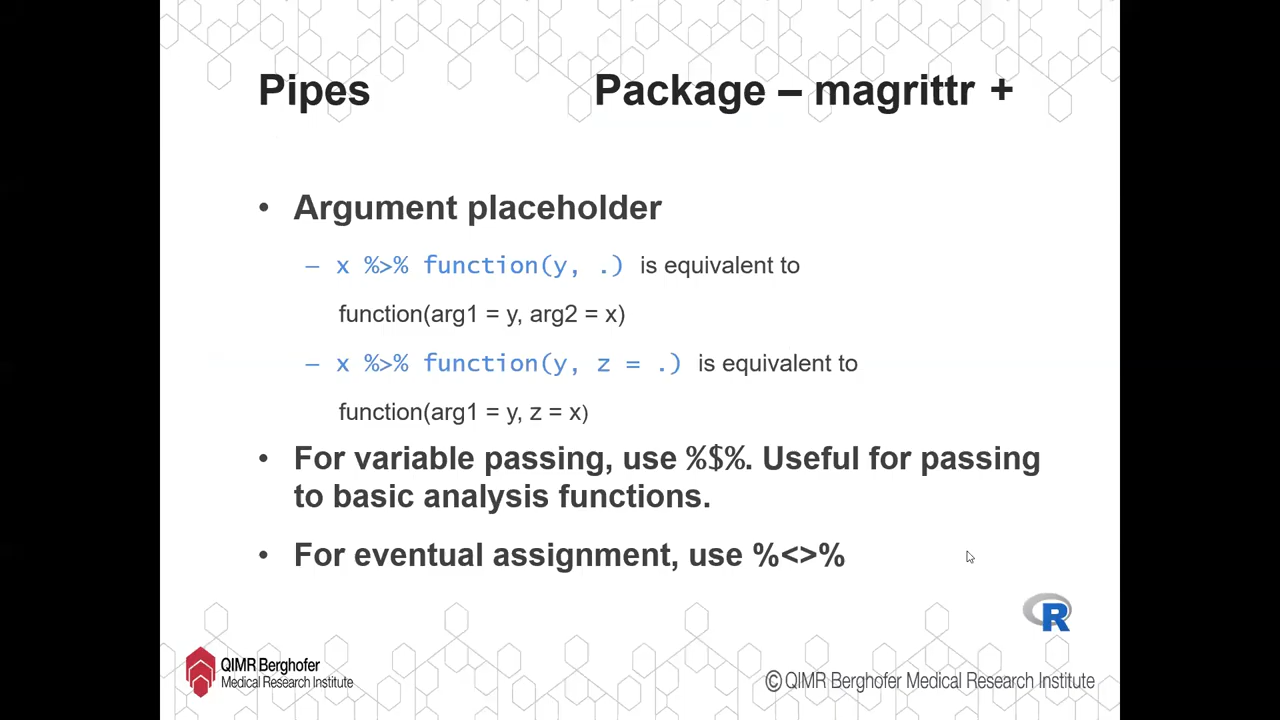 Pipes Package – magrittr +
• Argument placeholder
– x %>% function(y, .) is equivalent to
function(arg1 = y, arg2 = x)
– x %>% function(y, z = .) is equivalent to
function(arg1 = y, z = x)
• For variable passing, use %$%. Useful for passing
to basic analysis functions.
• For eventual assignment, use %<>%
R
QIMR Berghofer
Medical Research Institute
© QIMR Berghofer Medical Research Institute